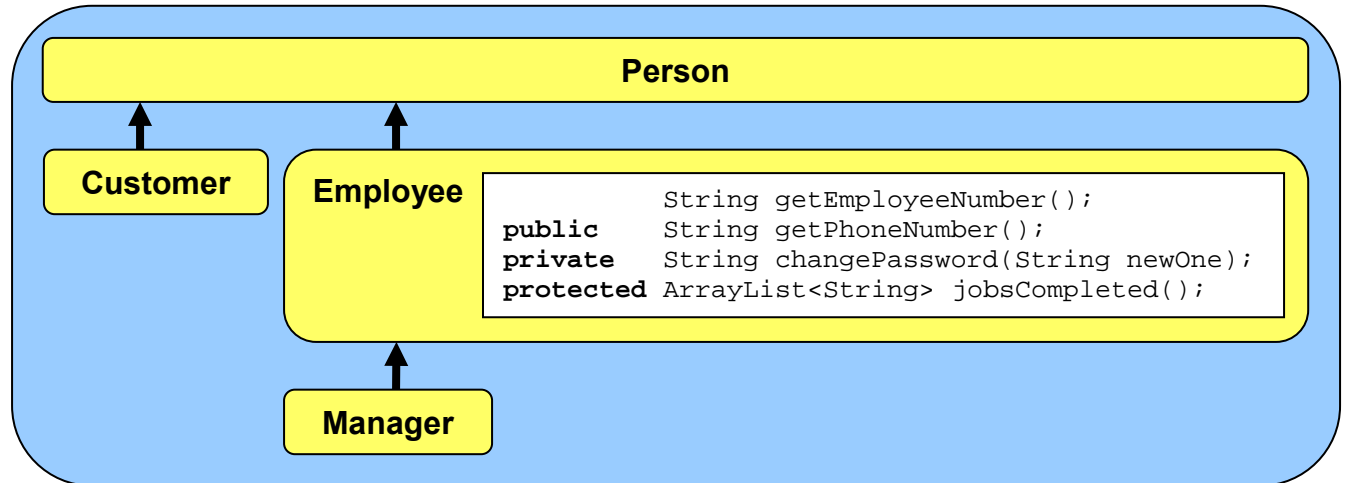 Person
Customer
Employee
String getEmployeeNumber();
public String getPhoneNumber();
private String changePassword(String newOne);
protected ArrayList<String> jobsCompleted();
Manager